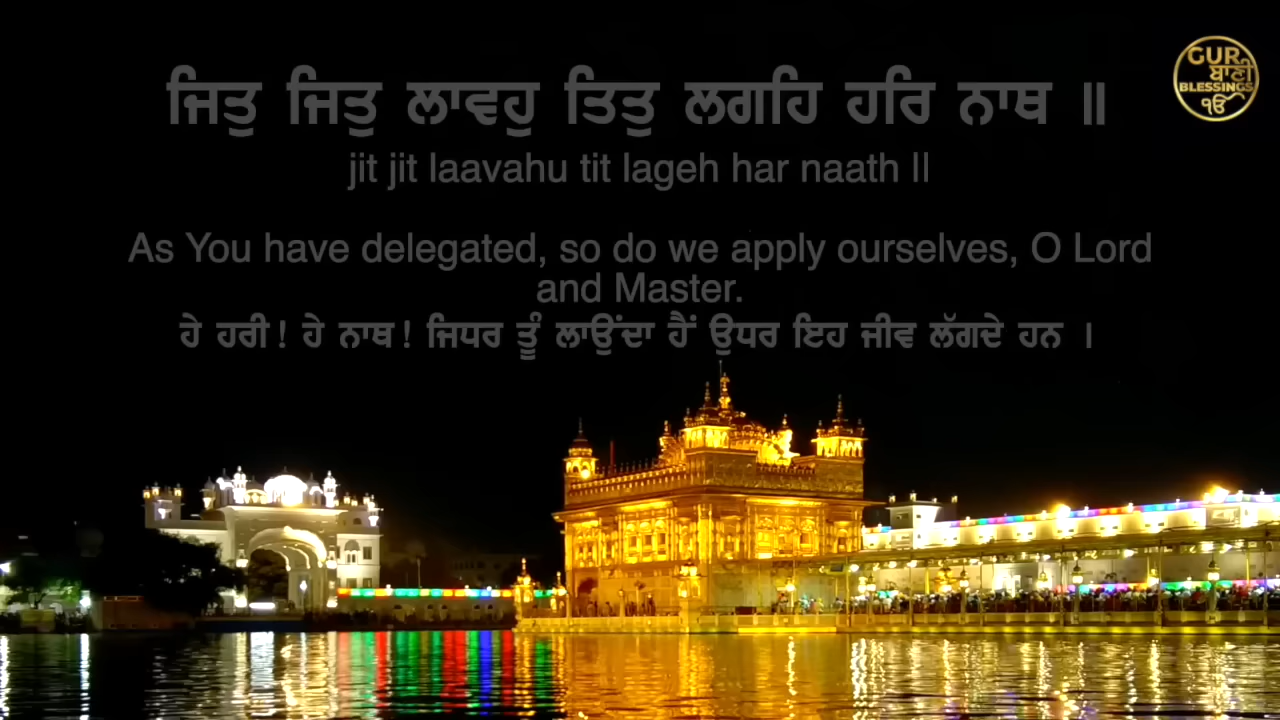 ਜਿਤੁ ਜਿਤੁ ਲਾਵਹੁ ਤਿਤੁ ਲਗਹਿ ਹਰਿ ਨਾਥ ॥
jit jit laavahu tit lageh har naath ll
As You have delegated, so do we apply ourselves, O Lord
and Master.
ਹੇ ਹਰੀ! ਹੇ ਨਾਥ! ਜਿਧਰ ਤੂੰ ਲਾਉਂਦਾ ਹੈਂ ਉਧਰ ਇਹ ਜੀਵ ਲੱਗਦੇ ਹਨ ।
GUR
ਬਾਣੀ
BLESSINGS
ੴ